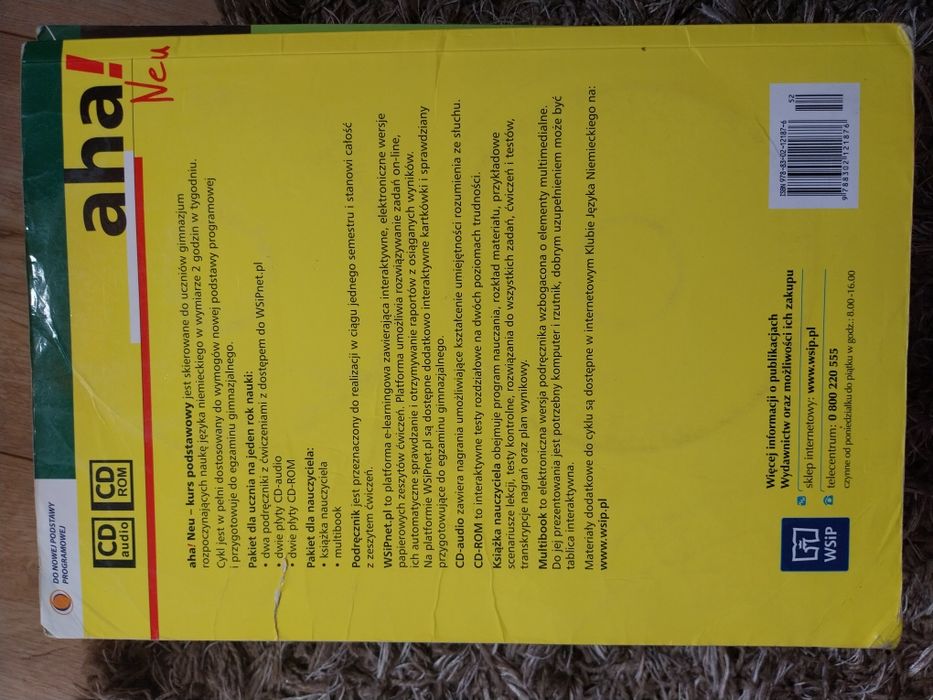 DO NOWEJ PODSTAWY
PROGRAMOWEJ
CD
audio
CD
ROM
aha!
Neu
aha! Neu – kurs podstawowy jest skierowane do uczniów gimnazjum
rozpoczynających naukę języka niemieckiego w wymiarze 2 godzin w tygodniu.
Cykl jest w pełni dostosowany do wymogów nowej podstawy programowej
i przygotowuje do egzaminu gimnazjalnego.
Pakiet dla ucznia na jeden rok nauki:
• dwa podręczniki z ćwiczeniami z dostępem do WSiPnet.pl
• dwie płyty CD-audio
• dwie płyty CD-ROM
Pakiet dla nauczyciela:
• książka nauczyciela
• multibook
Podręcznik jest przeznaczony do realizacji w ciągu jednego semestru i stanowi całość
z zeszytem ćwiczeń.
WSiPnet.pl to platforma e-learningowa zawierająca interaktywne, elektroniczne wersje
papierowych zeszytów ćwiczeń. Platforma umożliwia rozwiązywanie zadań on-line,
ich automatyczne sprawdzanie i otrzymywanie raportów z osiąganych wyników.
Na platformie WSiPnet.pl są dostępne dodatkowo interaktywne kartkówki i sprawdziany
przygotowujące do egzaminu gimnazjalnego.
CD-audio zawiera nagrania umożliwiające kształcenie umiejętności rozumienia ze słuchu.
CD-ROM to interaktywne testy rozdziałowe na dwóch poziomach trudności.
Książka nauczyciela obejmuje program nauczania, rozkład materiału, przykładowe
scenariusze lekcji, testy kontrolne, rozwiązania do wszystkich zadań, ćwiczeń i testów,
transkrypcje nagrań oraz plan wynikowy.
Multibook to elektroniczna wersja podręcznika wzbogacona o elementy multimedialne.
Do jej prezentowania jest potrzebny komputer i rzutnik, dobrym uzupełnieniem może być
tablica interaktywna.
Materiały dodatkowe do cyklu są dostępne w internetowym Klubie Języka Niemieckiego na:
www.wsip.pl
WSiP
Więcej informacji o publikacjach
Wydawnictw oraz możliwości ich zakupu
sklep internetowy: www.wsip.pl
telecentrum: 0 800 220 555
czynne od poniedziałku do piątku w godz.: 8.00 -16.00
ISBN 978-83-02-12187-6
52
9 788302 121876